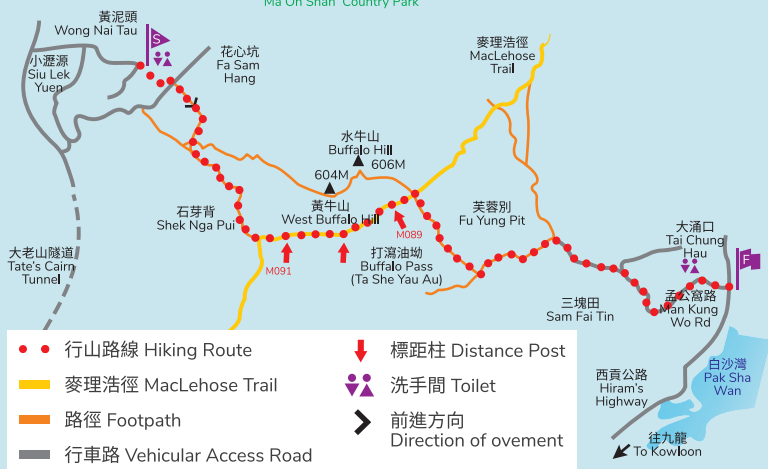 Ma On Shan Country Park
黃泥頭
Wong Nai Tau
S
小瀝源
Siu Lek
Yuen
花心坑
Fa Sam
Hang
麥理浩徑
MacLehose
Trail
水牛山
Buffalo Hill
606M
604M
黃牛山
West Buffalo Hill
石芽背
Shek Nga Pui
芙蓉別
Fu Yung Pit
M089
M091
打瀉油坳
Buffalo Pass
(Ta She Yau Au)
大老山隧道
Tate's Cairn
Tunnel
大涌口
Tai Chung
Hau
F
三塊田
Sam Fai Tin
孟公窩路
Man Kung
Wo Rd
西貢公路
Hiram's
Highway
白沙灣
Pak Sha
Wan
往九龍
To Kowloon
行山路線 Hiking Route
麥理浩徑 MacLehose Trail
路徑 Footpath
行車路 Vehicular Access Road
標距柱 Distance Post
洗手間 Toilet
前進方向
Direction of ovement